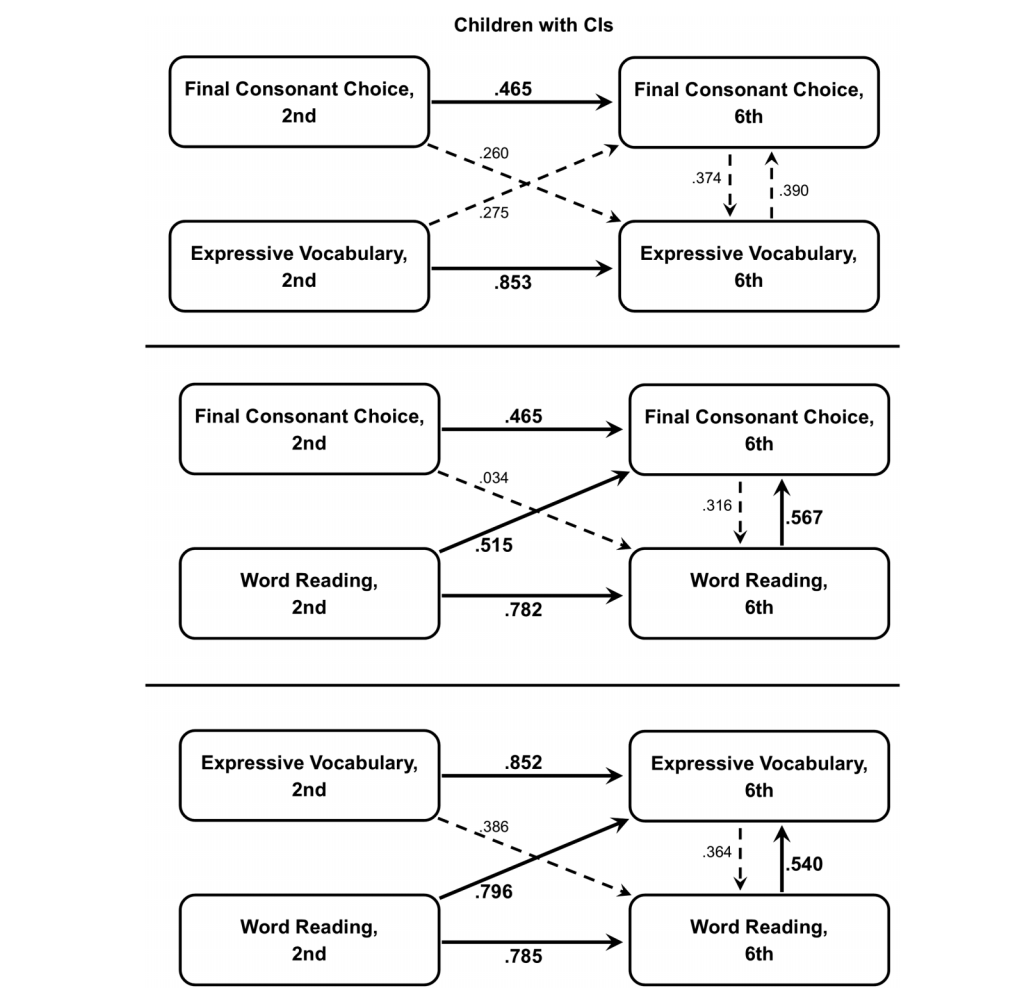 Children with CIs
Final Consonant Choice,
2nd
.465
Final Consonant Choice,
6th
.260
.275
.374
.390
Expressive Vocabulary,
2nd
.853
Expressive Vocabulary,
6th
Final Consonant Choice,
2nd
.465
Final Consonant Choice,
6th
.034
.515
.316
.567
Word Reading,
2nd
.782
Word Reading,
6th
Expressive Vocabulary,
2nd
.852
Expressive Vocabulary,
6th
.386
.796
.364
.540
Word Reading,
2nd
.785
Word Reading,
6th